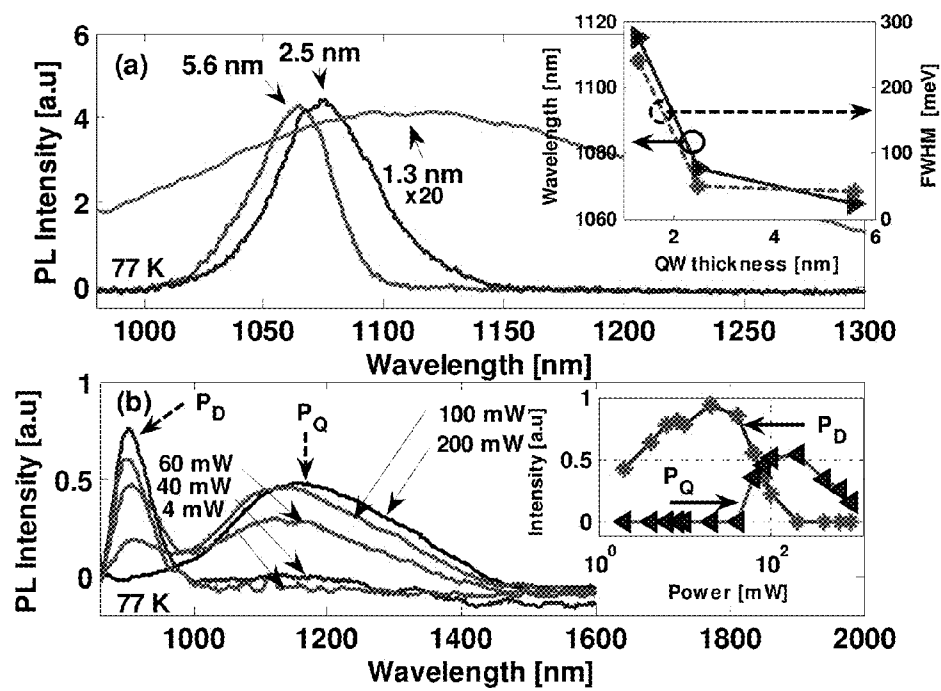 (a)
5.6 nm
2.5 nm
1.3 nm
x20
77 K
PL Intensity [a.u]
6
4
2
0
1000 1050 1100 1150 1200 1250 1300
Wavelength [nm]
1120
1100
1080
1060
Wavelength [nm]
300
200
100
0
FWHM [meV]
2 4 6
QW thickness [nm]
(b)
P_D
P_Q
100 mW
200 mW
60 mW
40 mW
4 mW
77 K
PL Intensity [a.u]
1
0.5
0
1000 1200 1400 1600 1800 2000
Wavelength [nm]
1
0.5
0
Intensity [a.u]
P_D
P_Q
10^0 10^2
Power [mW]